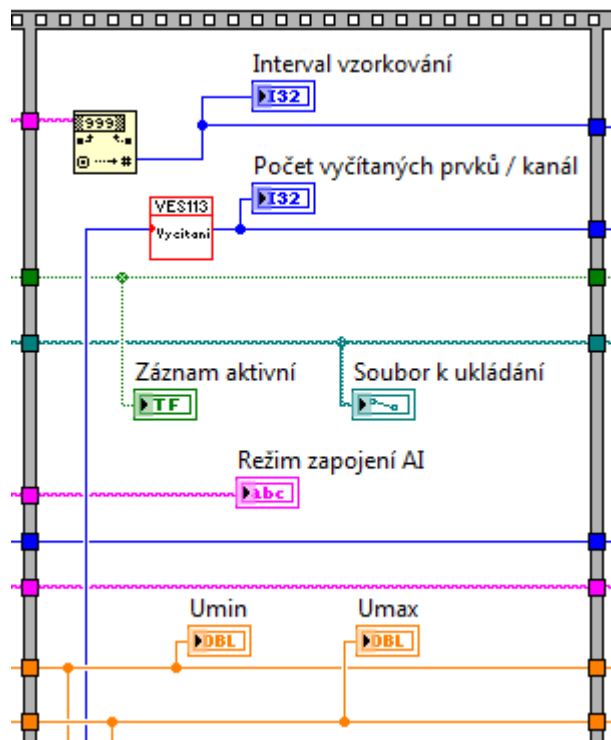 Interval vzorkování
999
I32
Počet vyčítaných prvků / kanál
I32
VES113
Vycitani
Záznam aktivní
TF
Soubor k ukládání
Režim zapojení AI
abc
Umin
DBL
Umax
DBL